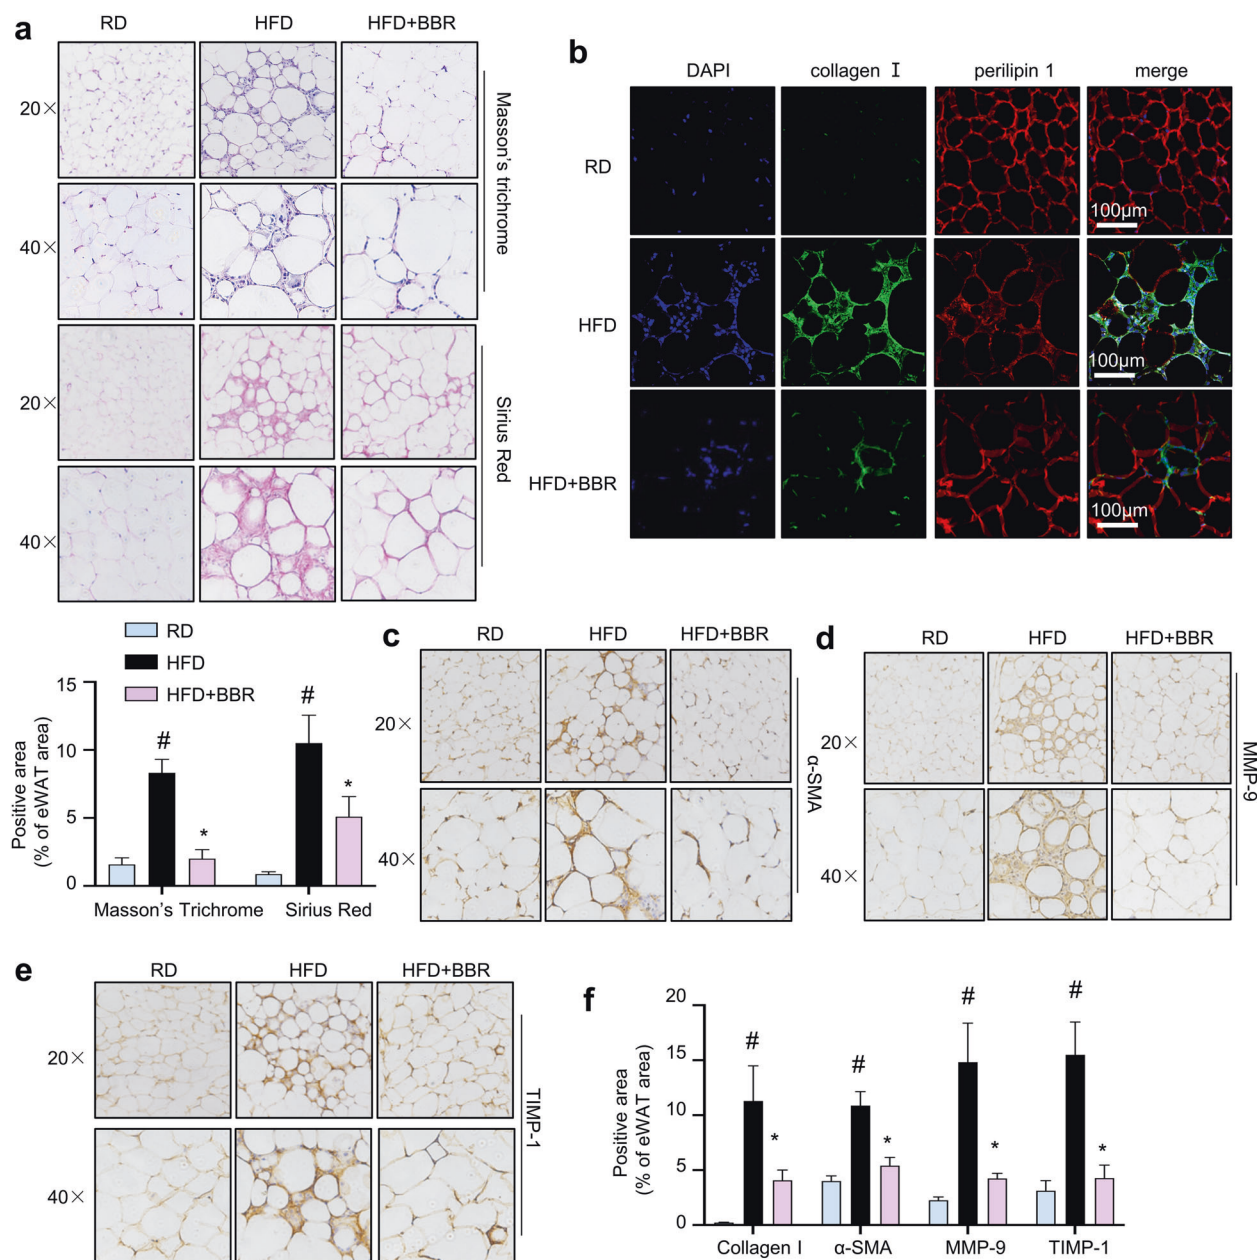 a
RD HFD HFD+BBR
20×
40×
Masson's trichrome
20×
40×
Sirius Red
b
DAPI collagen I perilipin 1 merge
RD
100μm
HFD
100μm
HFD+BBR
100μm
RD
HFD
HFD+BBR
Positive area
(% of eWAT area)
15
10
5
0
# * # *
Masson's Trichrome Sirius Red
c
RD HFD HFD+BBR
20×
40×
α-SMA
d
RD HFD HFD+BBR
20×
40×
MMP-9
e
RD HFD HFD+BBR
20×
40×
TIMP-1
f
Positive area
(% of eWAT area)
20
15
10
5
0
# * # * # * # *
Collagen I α-SMA MMP-9 TIMP-1